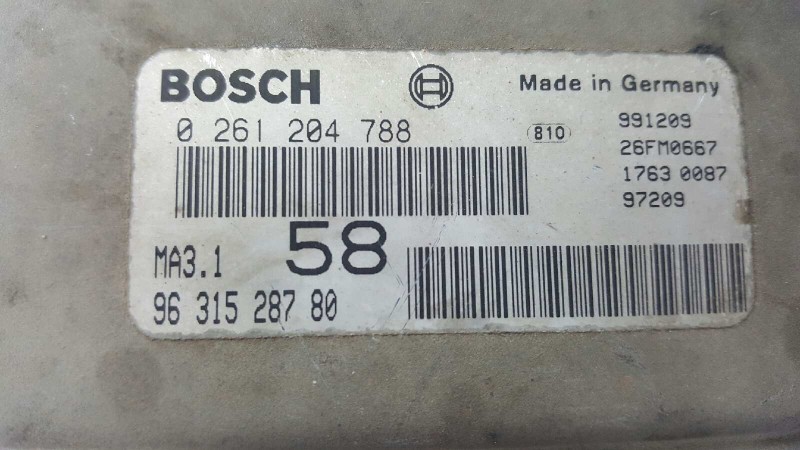 BOSCH Made in Germany
0 261 204 788 810 991209
26FM0667
1763 0087
97209
MA3.1 58
96 315 287 80